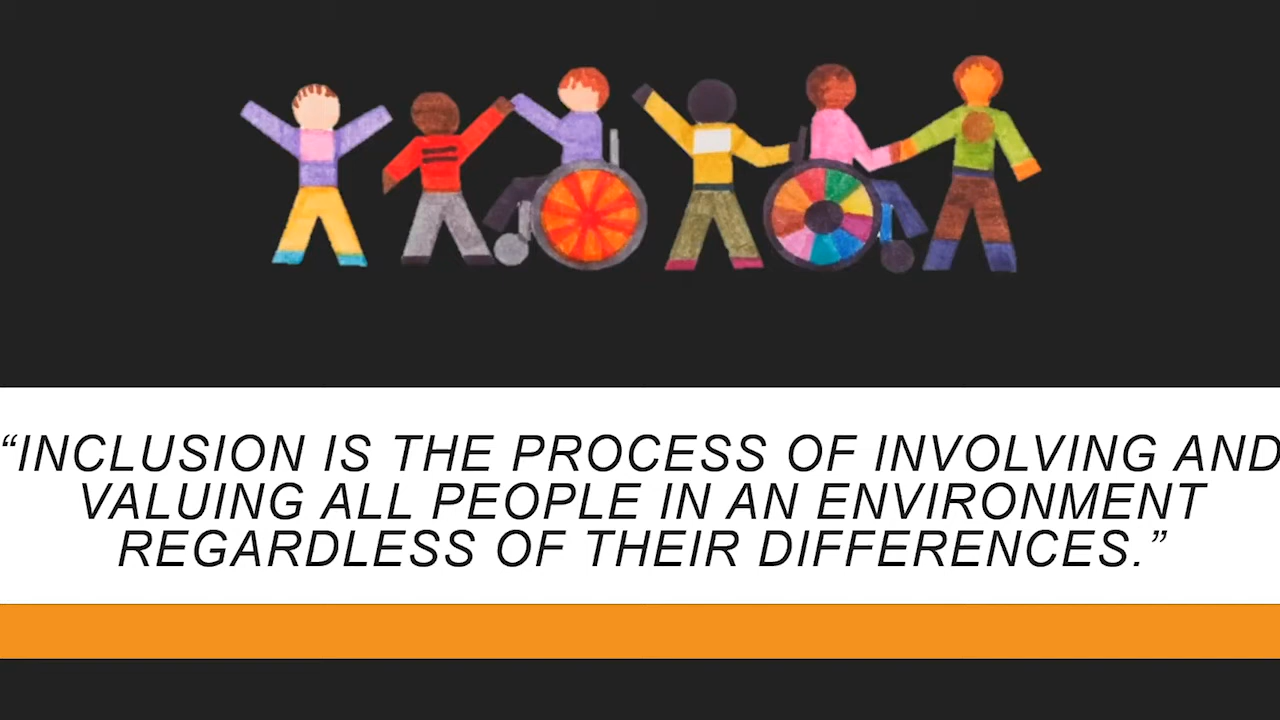 “INCLUSION IS THE PROCESS OF INVOLVING AND
VALUING ALL PEOPLE IN AN ENVIRONMENT
REGARDLESS OF THEIR DIFFERENCES.”